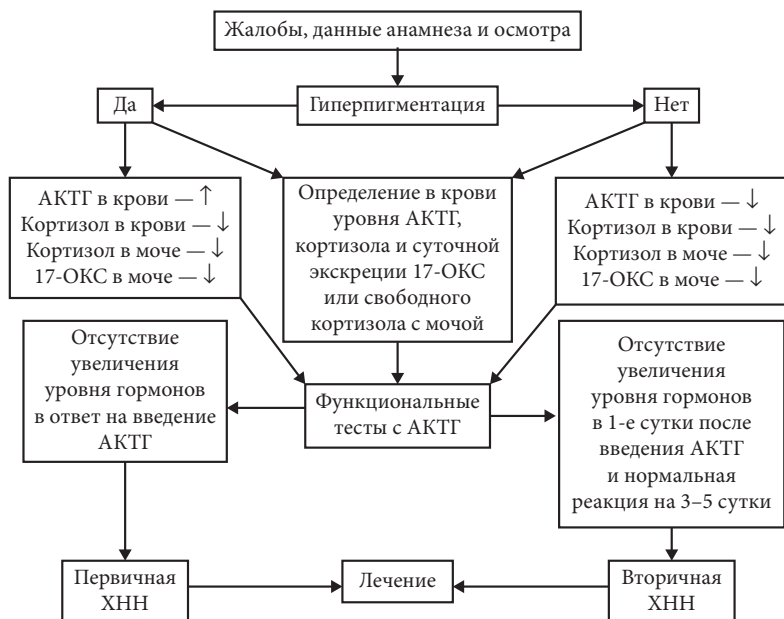 Жалобы, данные анамнеза и осмотра
Да
Гиперпигментация
Нет
АКТГ в крови — ↑
Кортизол в крови — ↓
Кортизол в моче — ↓
17-ОКС в моче — ↓
Определение в крови
уровня АКТГ,
кортизола и суточной
экскреции 17-ОКС
или свободного
кортизола с мочой
АКТГ в крови — ↓
Кортизол в крови — ↓
Кортизол в моче — ↓
17-ОКС в моче — ↓
Отсутствие
увеличения
уровня гормонов
в ответ на введение
АКТГ
Функциональные
тесты с АКТГ
Отсутствие
увеличения
уровня гормонов
в 1-е сутки после
введения АКТГ
и нормальная
реакция на 3–5 сутки
Первичная
ХНН
Лечение
Вторичная
ХНН